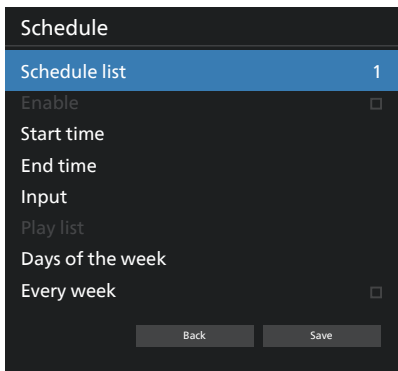 Schedule
Schedule list 1
Enable
Start time
End time
Input
Play list
Days of the week
Every week
Back Save